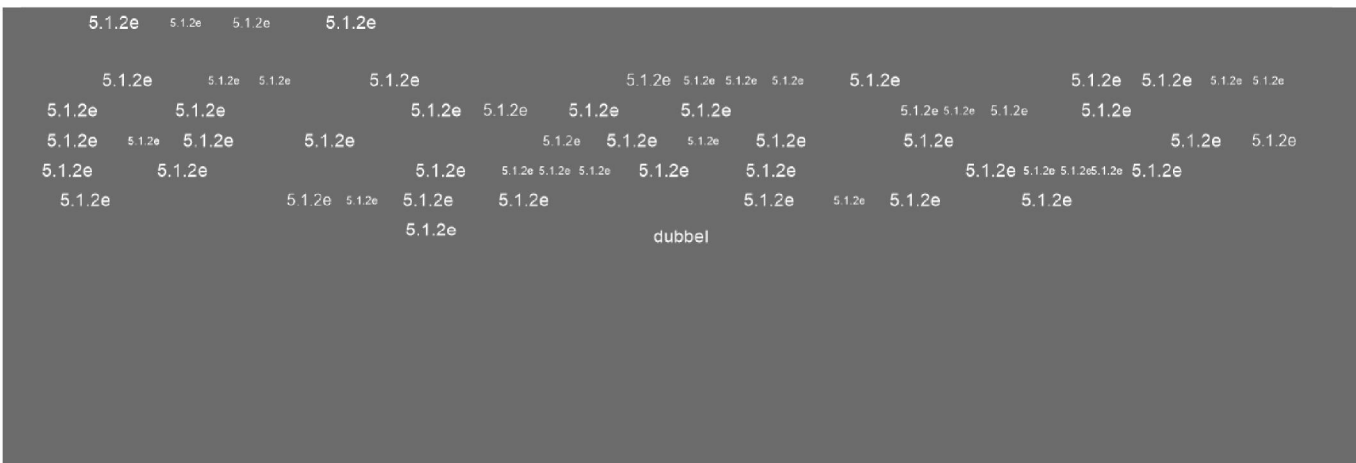 5.1.2e 5.1.2e 5.1.2e 5.1.2e
5.1.2e 5.1.2e 5.1.2e 5.1.2e 5.1.2e 5.1.2e 5.1.2e 5.1.2e 5.1.2e 5.1.2e 5.1.2e 5.1.2e 5.1.2e
5.1.2e 5.1.2e 5.1.2e 5.1.2e 5.1.2e 5.1.2e 5.1.2e 5.1.2e 5.1.2e 5.1.2e
5.1.2e 5.1.2e 5.1.2e 5.1.2e 5.1.2e 5.1.2e 5.1.2e 5.1.2e 5.1.2e 5.1.2e 5.1.2e
5.1.2e 5.1.2e 5.1.2e 5.1.2e 5.1.2e 5.1.2e 5.1.2e 5.1.2e 5.1.2e 5.1.2e 5.1.2e 5.1.2e 5.1.2e
5.1.2e 5.1.2e 5.1.2e 5.1.2e 5.1.2e 5.1.2e 5.1.2e 5.1.2e 5.1.2e
5.1.2e dubbel